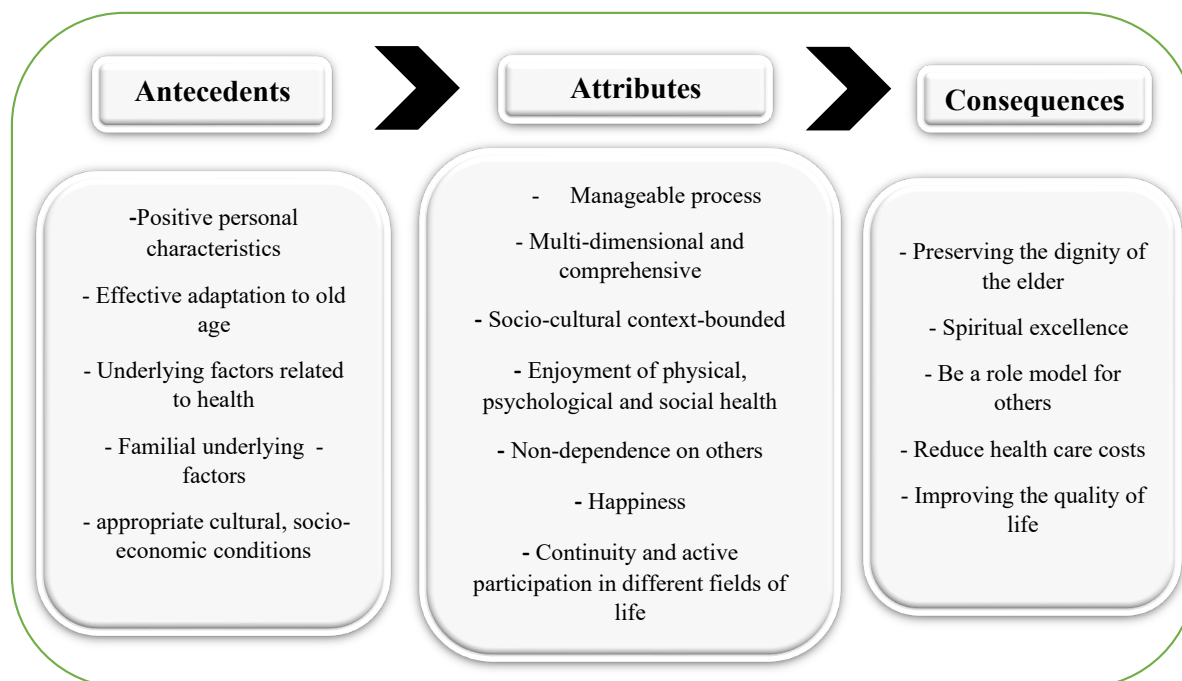 Antecedents
-Positive personal
characteristics
- Effective adaptation to old
age
- Underlying factors related
to health
- Familial underlying -
factors
- appropriate cultural, socio-
economic conditions
Attributes
- Manageable process
- Multi-dimensional and
comprehensive
- Socio-cultural context-bounded
- Enjoyment of physical,
psychological and social health
- Non-dependence on others
- Happiness
- Continuity and active
participation in different fields of
life
Consequences
- Preserving the dignity of
the elder
- Spiritual excellence
- Be a role model for
others
- Reduce health care costs
- Improving the quality of
life